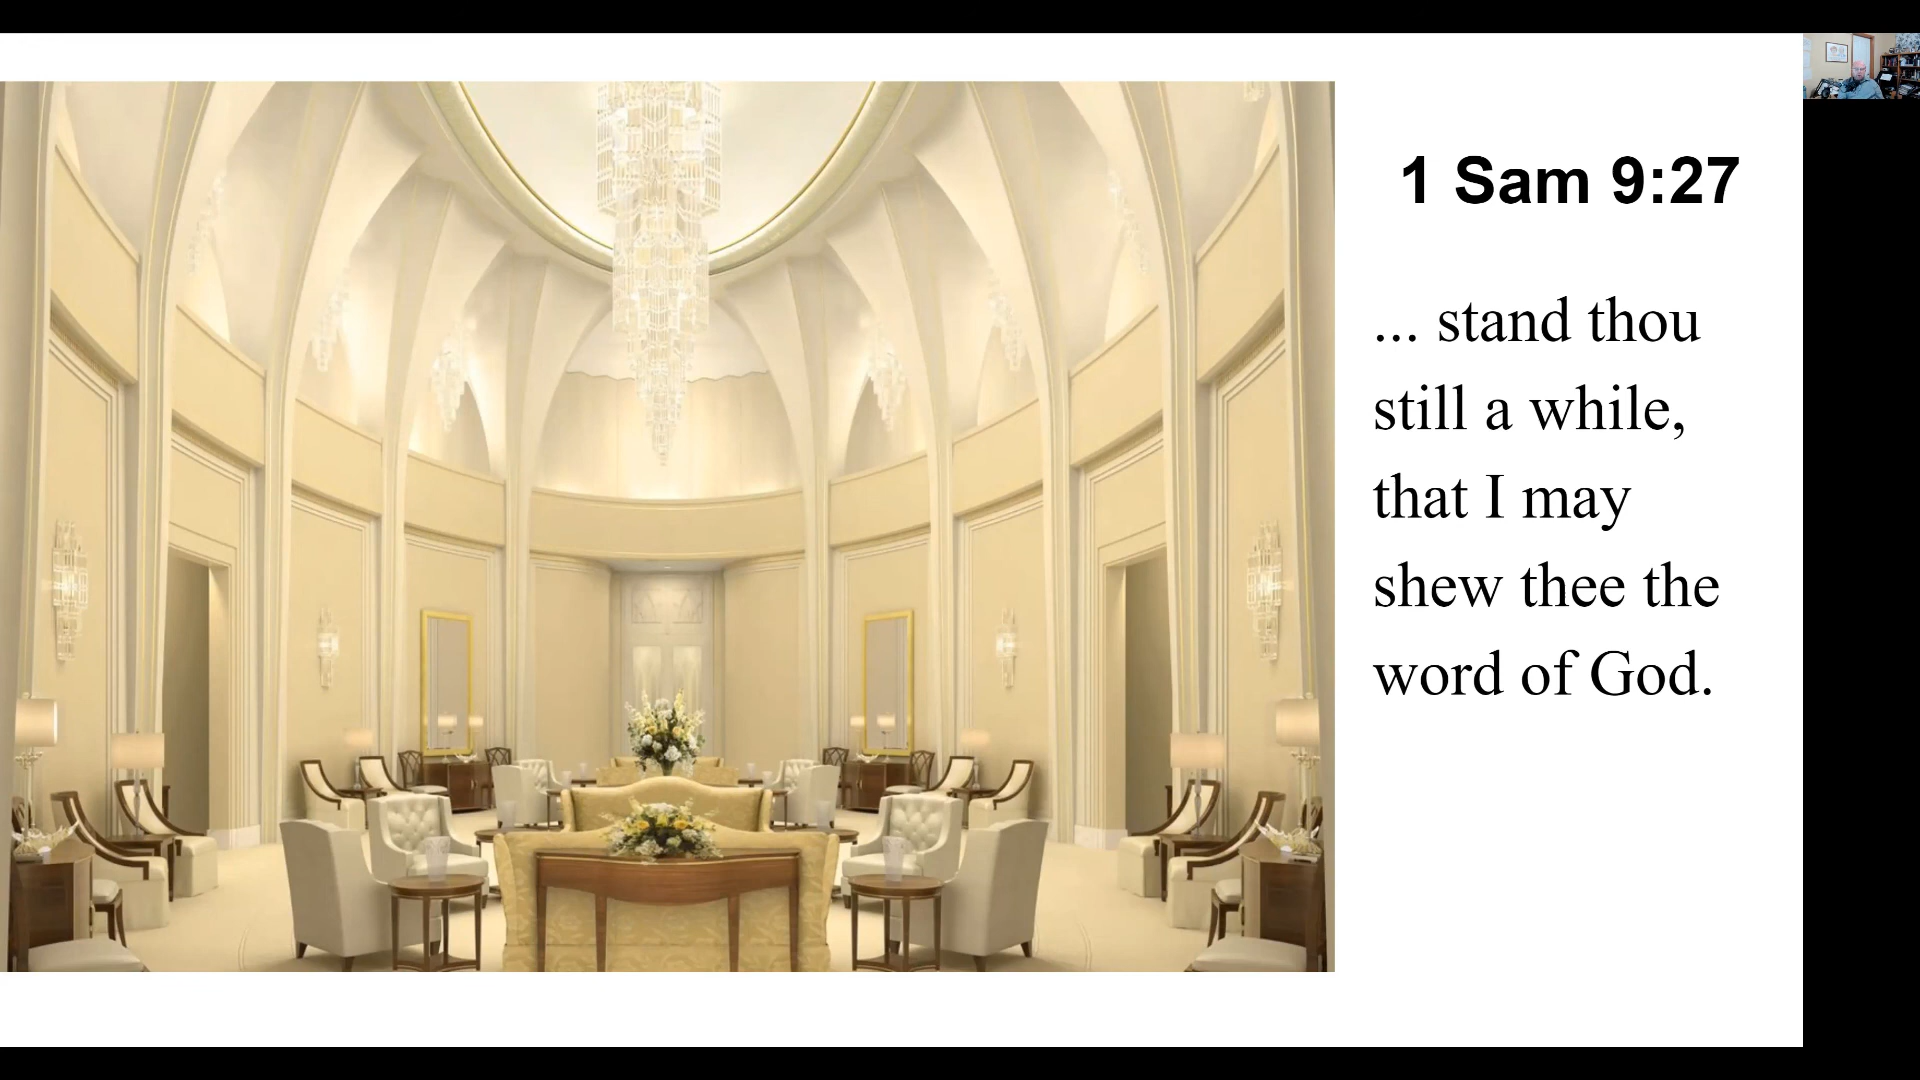 1 Sam 9:27
... stand thou
still a while,
that I may
shew thee the
word of God.